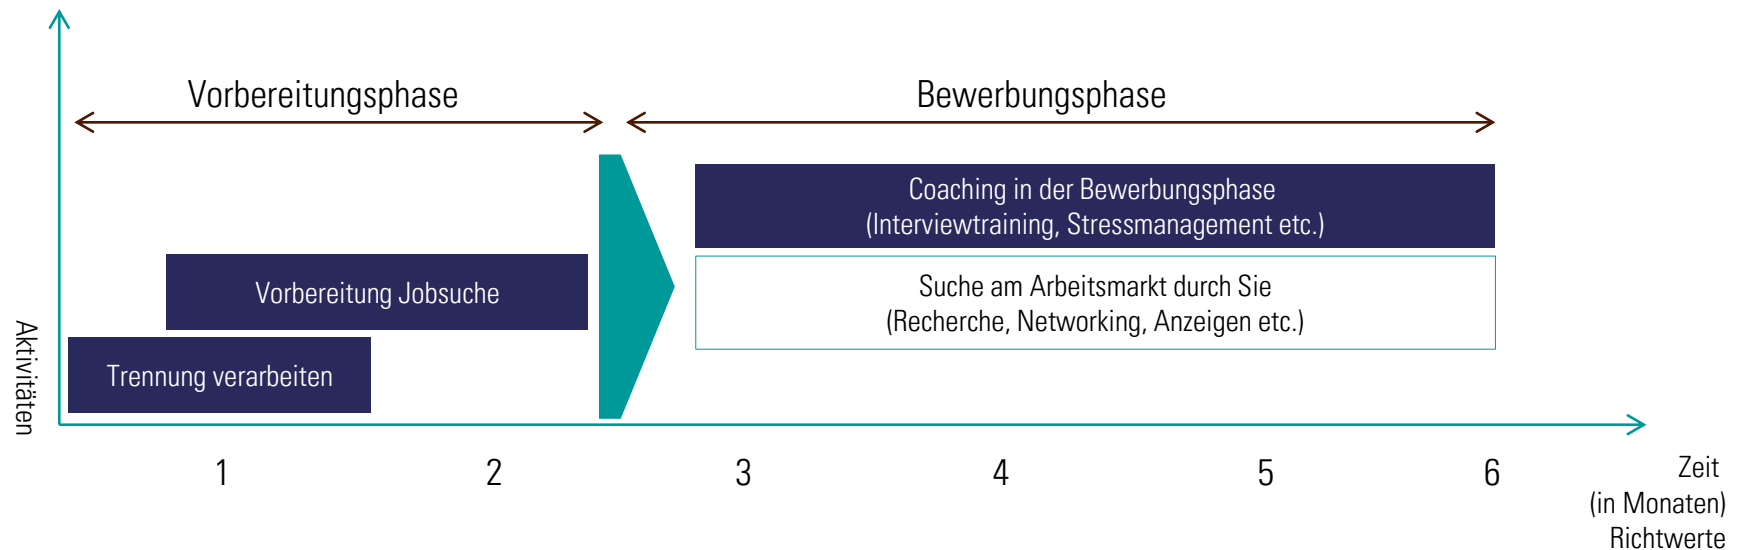 Vorbereitungsphase
Bewerbungsphase
Coaching in der Bewerbungsphase
(Interviewtraining, Stressmanagement etc.)
Vorbereitung Jobsuche
Suche am Arbeitsmarkt durch Sie
(Recherche, Networking, Anzeigen etc.)
Trennung verarbeiten
Aktivitäten
1 2 3 4 5 6
Zeit
(in Monaten)
Richtwerte